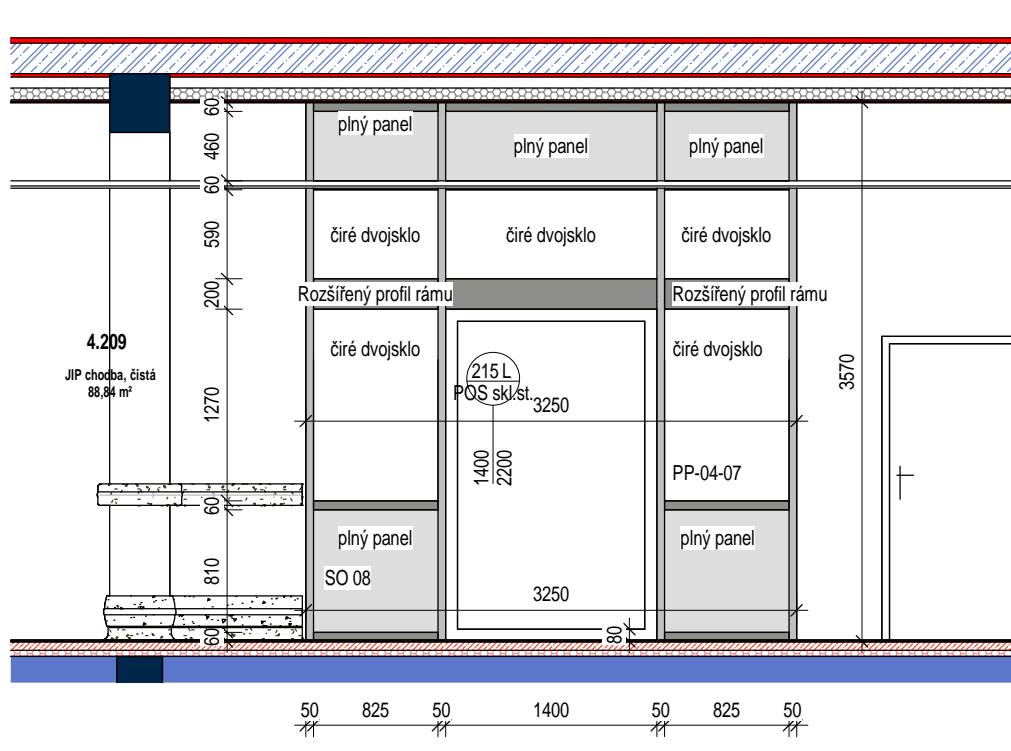 60
plný panel
plný panel
plný panel
460
60
590
čiré dvojsklo
čiré dvojsklo
čiré dvojsklo
200
Rozšířený profil rámu
Rozšířený profil rámu
4.209
JIP chodba, čistá
88,84 m²
čiré dvojsklo
čiré dvojsklo
215 L
POS skl.st.
3570
1270
3250
1400
2200
PP-04-07
60
plný panel
plný panel
810
SO 08
3250
60
80
50 825 50 1400 50 825 50